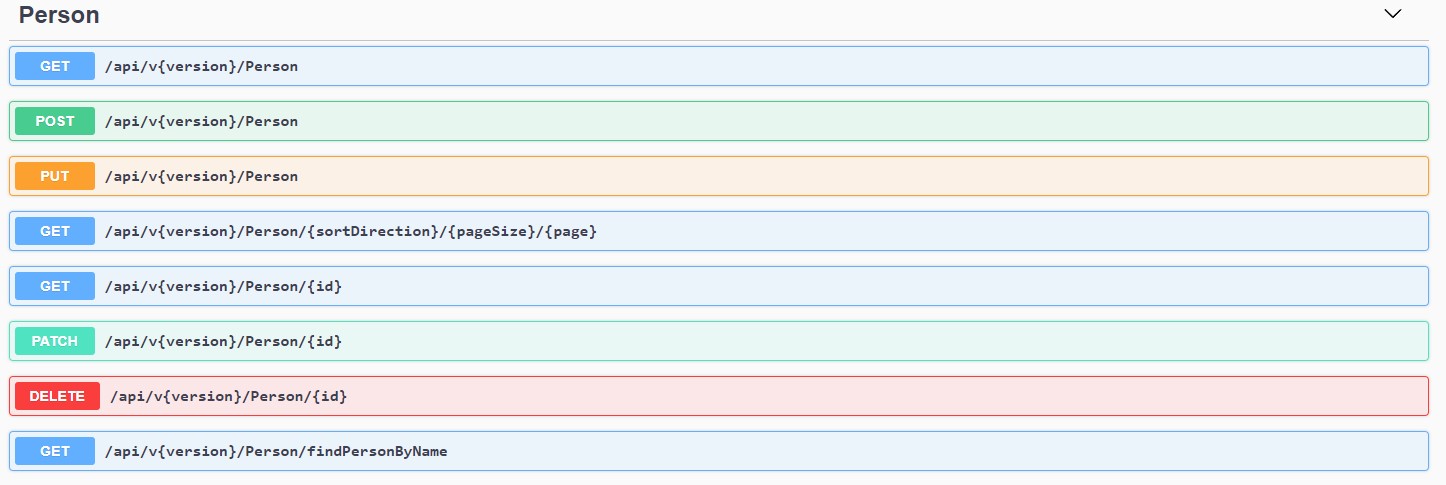 Person
GET /api/v{version}/Person
POST /api/v{version}/Person
PUT /api/v{version}/Person
GET /api/v{version}/Person/{sortDirection}/{pageSize}/{page}
GET /api/v{version}/Person/{id}
PATCH /api/v{version}/Person/{id}
DELETE /api/v{version}/Person/{id}
GET /api/v{version}/Person/findPersonByName